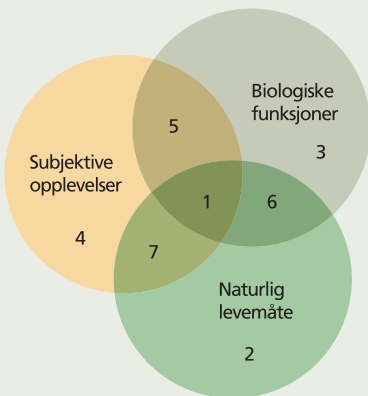 Biologiske
funksjoner
3
5
Subjektive
opplevelser
4
1
6
7
Naturlig
levemåte
2